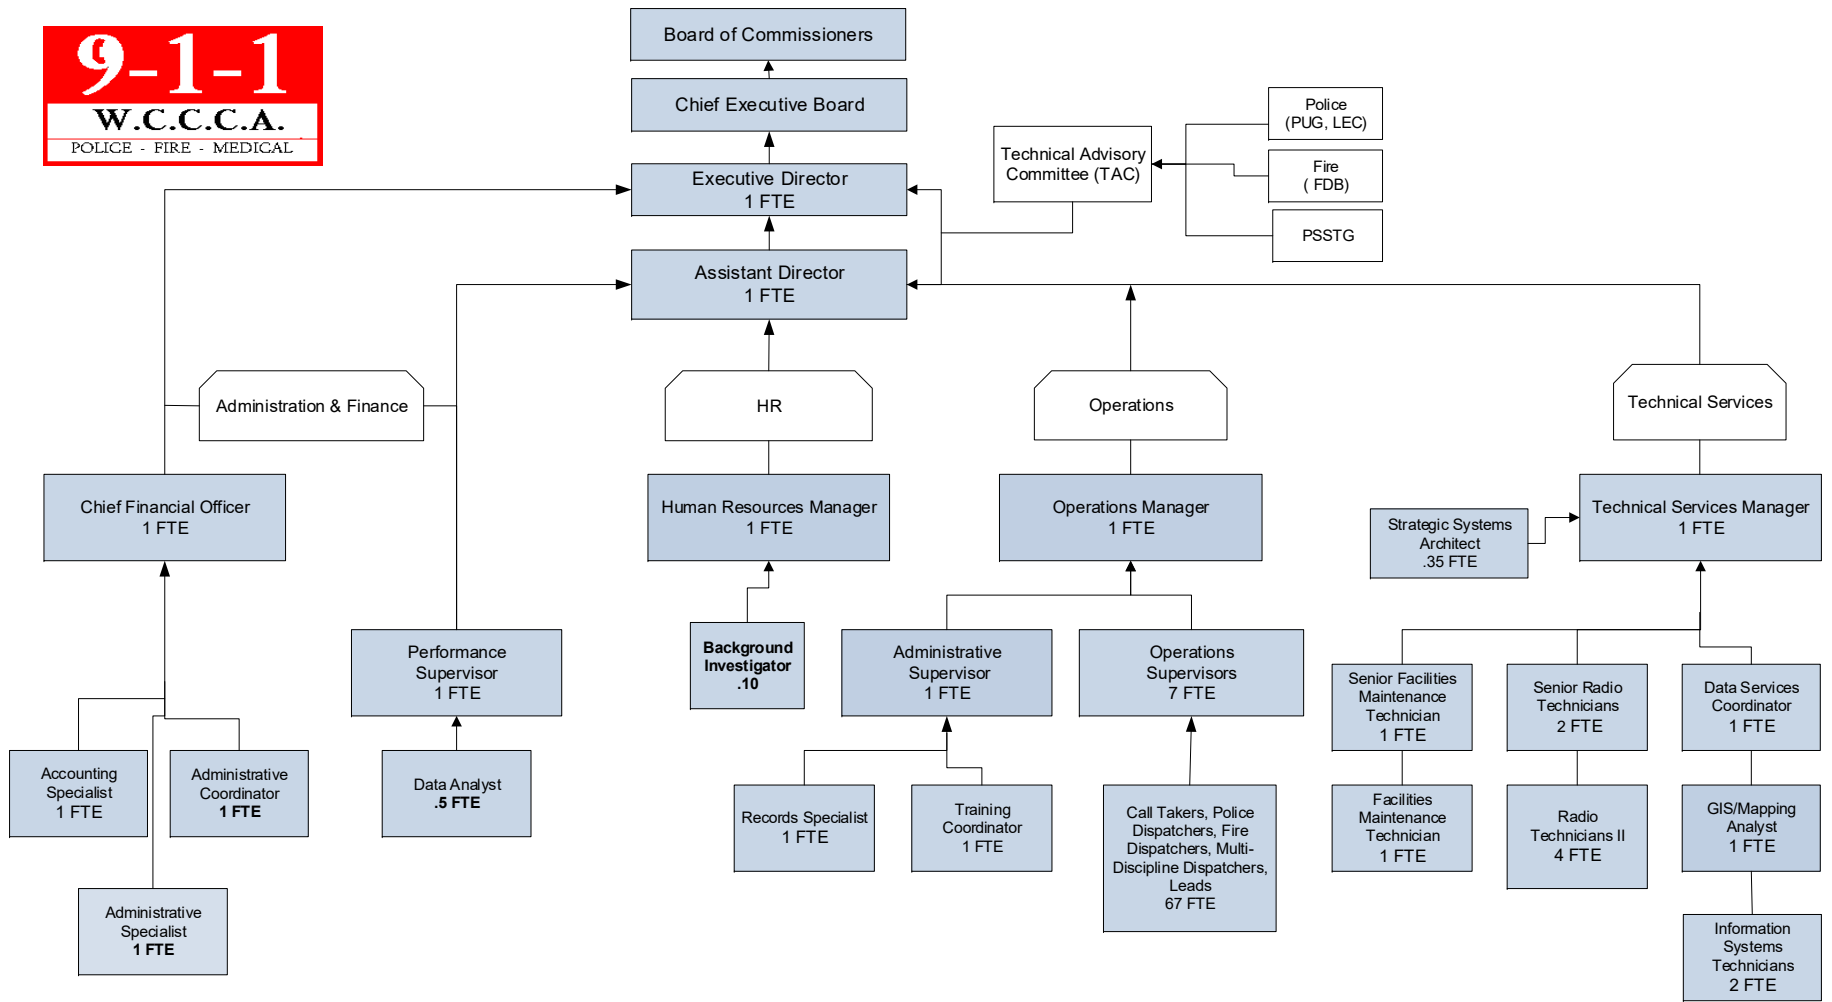 9-1-1
W.C.C.C.A.
POLICE - FIRE - MEDICAL
Board of Commissioners
Chief Executive Board
Executive Director
1 FTE
Assistant Director
1 FTE
Technical Advisory
Committee (TAC)
Police
(PUG, LEC)
Fire
( FDB)
PSSTG
Administration & Finance
HR
Operations
Technical Services
Chief Financial Officer
1 FTE
Human Resources Manager
1 FTE
Operations Manager
1 FTE
Strategic Systems
Architect
.35 FTE
Technical Services Manager
1 FTE
Performance
Supervisor
1 FTE
Background
Investigator
.10
Administrative
Supervisor
1 FTE
Operations
Supervisors
7 FTE
Senior Facilities
Maintenance
Technician
1 FTE
Senior Radio
Technicians
2 FTE
Data Services
Coordinator
1 FTE
Accounting
Specialist
1 FTE
Administrative
Coordinator
1 FTE
Data Analyst
.5 FTE
Records Specialist
1 FTE
Training
Coordinator
1 FTE
Call Takers, Police
Dispatchers, Fire
Dispatchers, Multi-
Discipline Dispatchers,
Leads
67 FTE
Facilities
Maintenance
Technician
1 FTE
Radio
Technicians II
4 FTE
GIS/Mapping
Analyst
1 FTE
Administrative
Specialist
1 FTE
Information
Systems
Technicians
2 FTE